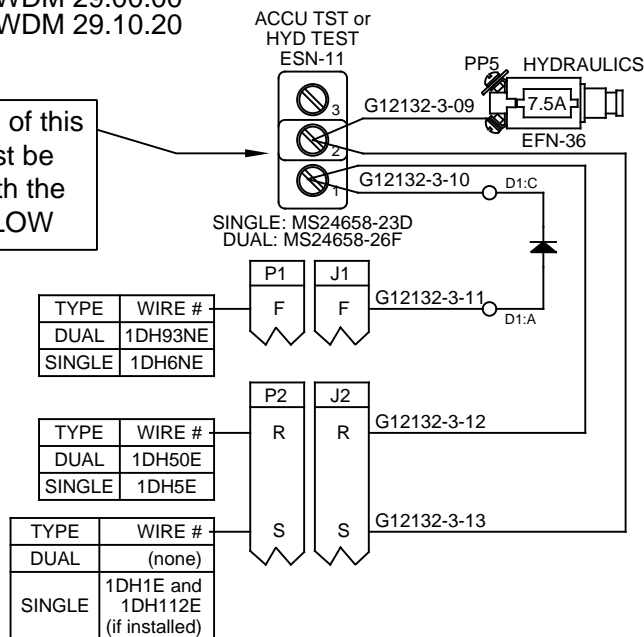 WDM 29.00.00
WDM 29.10.20
of this
st be
th the
LOW
ACCU TST or
HYD TEST
ESN-11
3
2
1
SINGLE: MS24658-23D
DUAL: MS24658-26F
G12132-3-09
PP5
HYDRAULICS
7.5A
EFN-36
G12132-3-10
D1:C
D1:A
P1
J1
F
F
G12132-3-11
TYPE WIRE #
DUAL 1DH93NE
SINGLE 1DH6NE
P2
J2
R
R
G12132-3-12
TYPE WIRE #
DUAL 1DH50E
SINGLE 1DH5E
S
S
G12132-3-13
TYPE WIRE #
DUAL (none)
SINGLE 1DH1E and
1DH112E
(if installed)